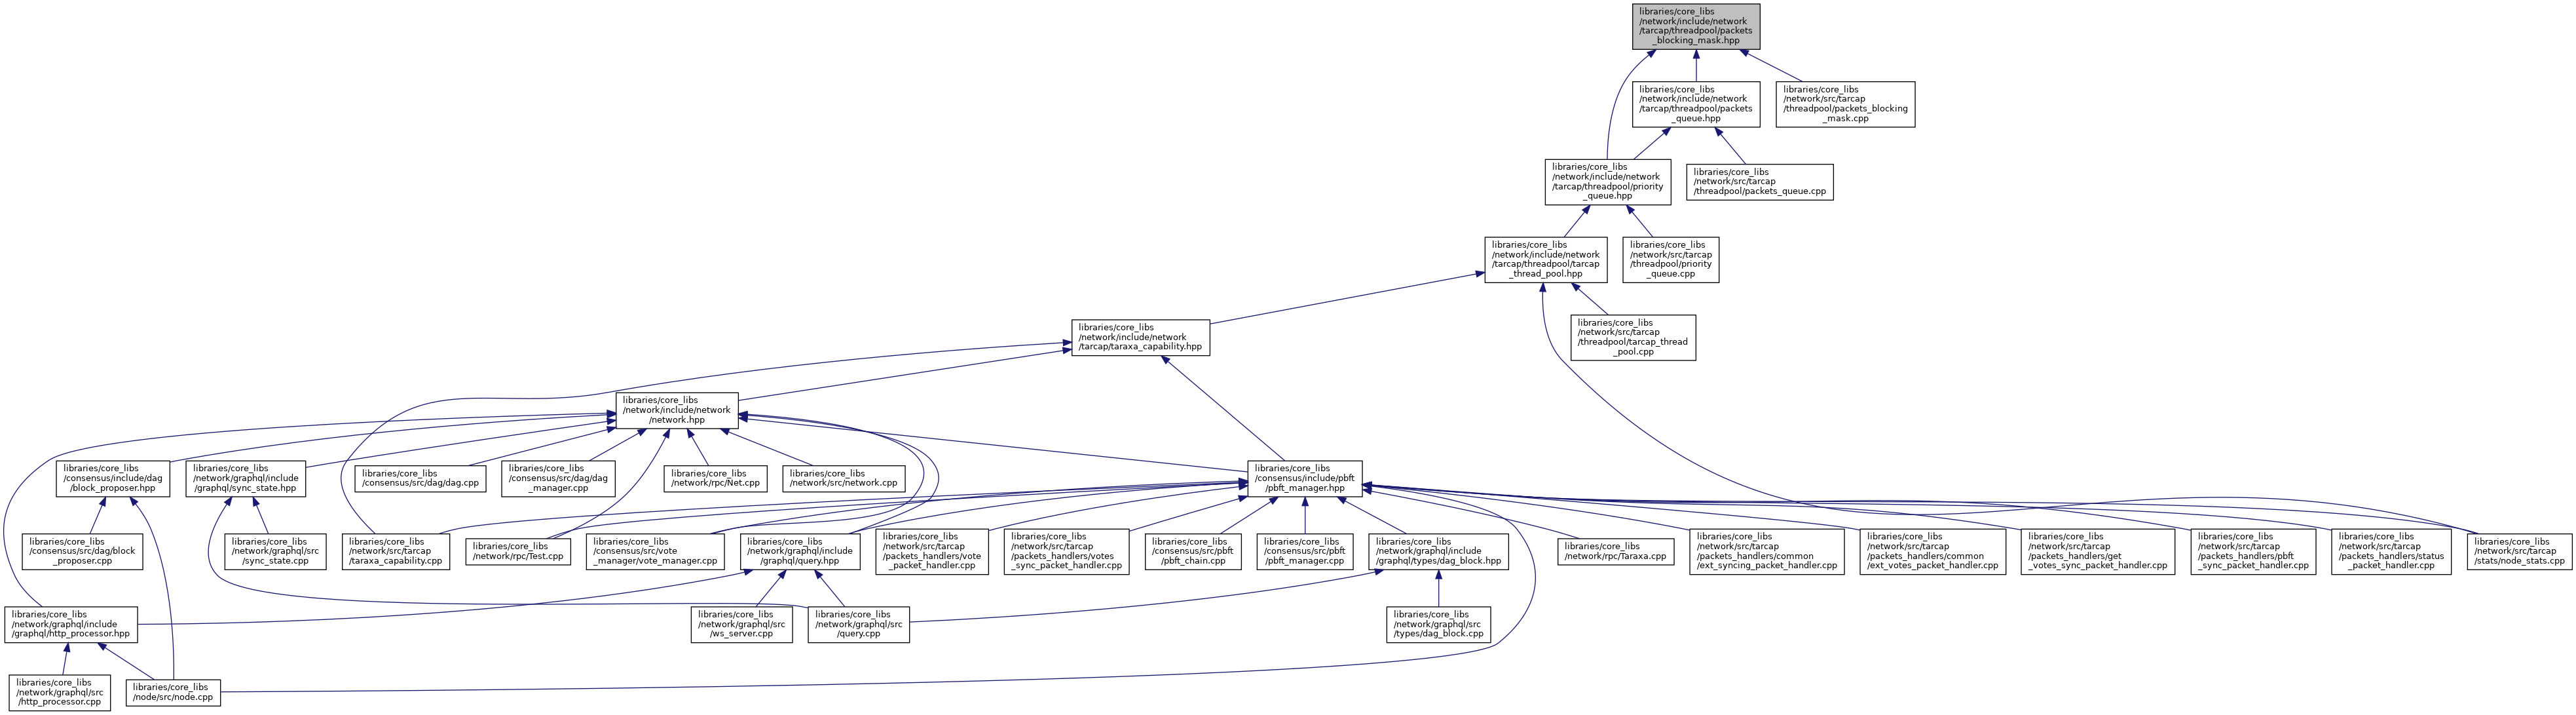 libraries/core_libs
/network/include/network
/tarcap/threadpool/packets
_blocking_mask.hpp
libraries/core_libs
/network/include/network
/tarcap/threadpool/packets
_queue.hpp
libraries/core_libs
/network/src/tarcap
/threadpool/packets_blocking
_mask.cpp
libraries/core_libs
/network/include/network
/tarcap/threadpool/priority
_queue.hpp
libraries/core_libs
/network/src/tarcap
/threadpool/packets_queue.cpp
libraries/core_libs
/network/include/network
/tarcap/threadpool/tarcap
_thread_pool.hpp
libraries/core_libs
/network/src/tarcap
/threadpool/priority
_queue.cpp
libraries/core_libs
/network/include/network
/tarcap/taraxa_capability.hpp
libraries/core_libs
/network/src/tarcap
/threadpool/tarcap_thread
_pool.cpp
libraries/core_libs
/network/include/network
/network.hpp
libraries/core_libs
/consensus/include/dag
/block_proposer.hpp
libraries/core_libs
/network/graphql/include
/graphql/sync_state.hpp
libraries/core_libs
/consensus/src/dag/dag.cpp
libraries/core_libs
/consensus/src/dag/dag
_manager.cpp
libraries/core_libs
/network/rpc/Net.cpp
libraries/core_libs
/network/src/network.cpp
libraries/core_libs
/consensus/include/pbft
/pbft_manager.hpp
libraries/core_libs
/consensus/src/dag/block
_proposer.cpp
libraries/core_libs
/network/graphql/src
/sync_state.cpp
libraries/core_libs
/network/src/tarcap
/taraxa_capability.cpp
libraries/core_libs
/network/rpc/Test.cpp
libraries/core_libs
/consensus/src/vote
_manager/vote_manager.cpp
libraries/core_libs
/network/graphql/include
/graphql/query.hpp
libraries/core_libs
/network/src/tarcap
/packets_handlers/vote
_packet_handler.cpp
libraries/core_libs
/network/src/tarcap
/packets_handlers/votes
_sync_packet_handler.cpp
libraries/core_libs
/consensus/src/pbft
/pbft_chain.cpp
libraries/core_libs
/consensus/src/pbft
/pbft_manager.cpp
libraries/core_libs
/network/graphql/include
/graphql/types/dag_block.hpp
libraries/core_libs
/network/rpc/Taraxa.cpp
libraries/core_libs
/network/src/tarcap
/packets_handlers/common
/ext_syncing_packet_handler.cpp
libraries/core_libs
/network/src/tarcap
/packets_handlers/common
/ext_votes_packet_handler.cpp
libraries/core_libs
/network/src/tarcap
/packets_handlers/get
_votes_sync_packet_handler.cpp
libraries/core_libs
/network/src/tarcap
/packets_handlers/pbft
_sync_packet_handler.cpp
libraries/core_libs
/network/src/tarcap
/packets_handlers/status
_packet_handler.cpp
libraries/core_libs
/network/src/tarcap
/stats/node_stats.cpp
libraries/core_libs
/network/graphql/include
/graphql/http_processor.hpp
libraries/core_libs
/network/graphql/src
/ws_server.cpp
libraries/core_libs
/network/graphql/src
/query.cpp
libraries/core_libs
/network/graphql/src
/types/dag_block.cpp
libraries/core_libs
/network/graphql/src
/http_processor.cpp
libraries/core_libs
/node/src/node.cpp